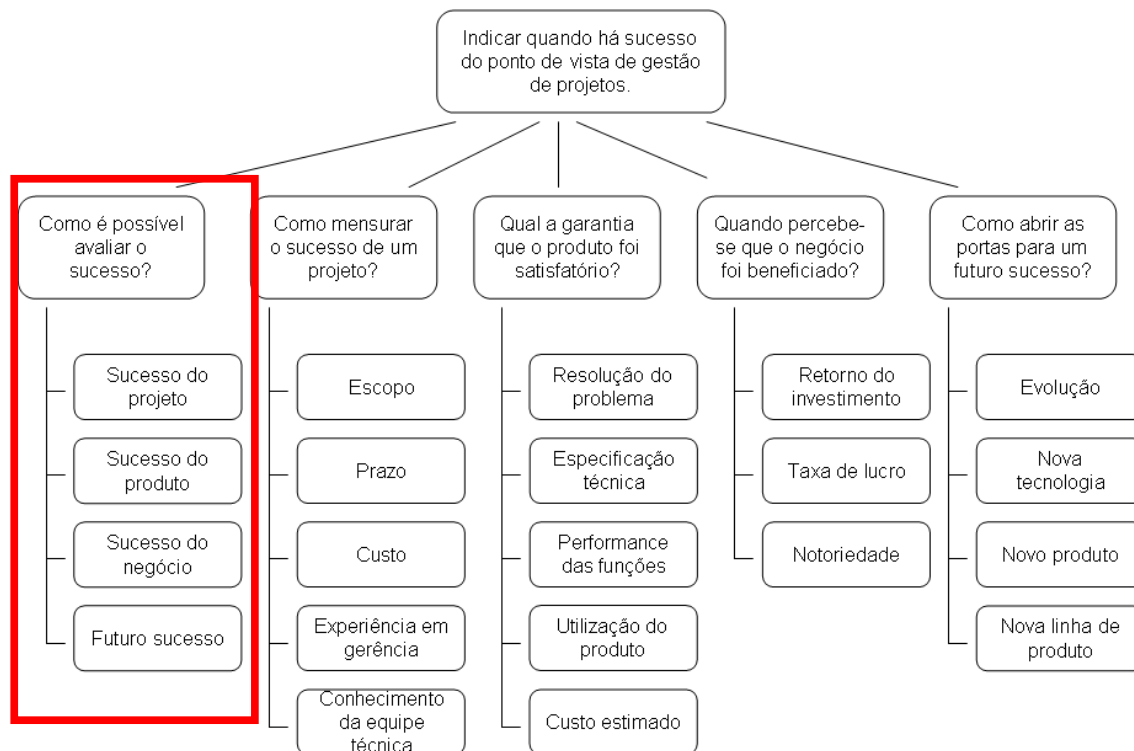 Indicar quando há sucesso
do ponto de vista de gestão
de projetos.
Como é possível
avaliar o
sucesso?
Sucesso do
projeto
Sucesso do
produto
Sucesso do
negócio
Futuro sucesso
Como mensurar
o sucesso de um
projeto?
Escopo
Prazo
Custo
Experiência em
gerência
Conhecimento
da equipe
técnica
Qual a garantia
que o produto foi
satisfatório?
Resolução do
problema
Especificação
técnica
Performance
das funções
Utilização do
produto
Custo estimado
Quando percebe-
se que o negócio
foi beneficiado?
Retorno do
investimento
Taxa de lucro
Notoriedade
Como abrir as
portas para um
futuro sucesso?
Evolução
Nova
tecnologia
Novo produto
Nova linha de
produto